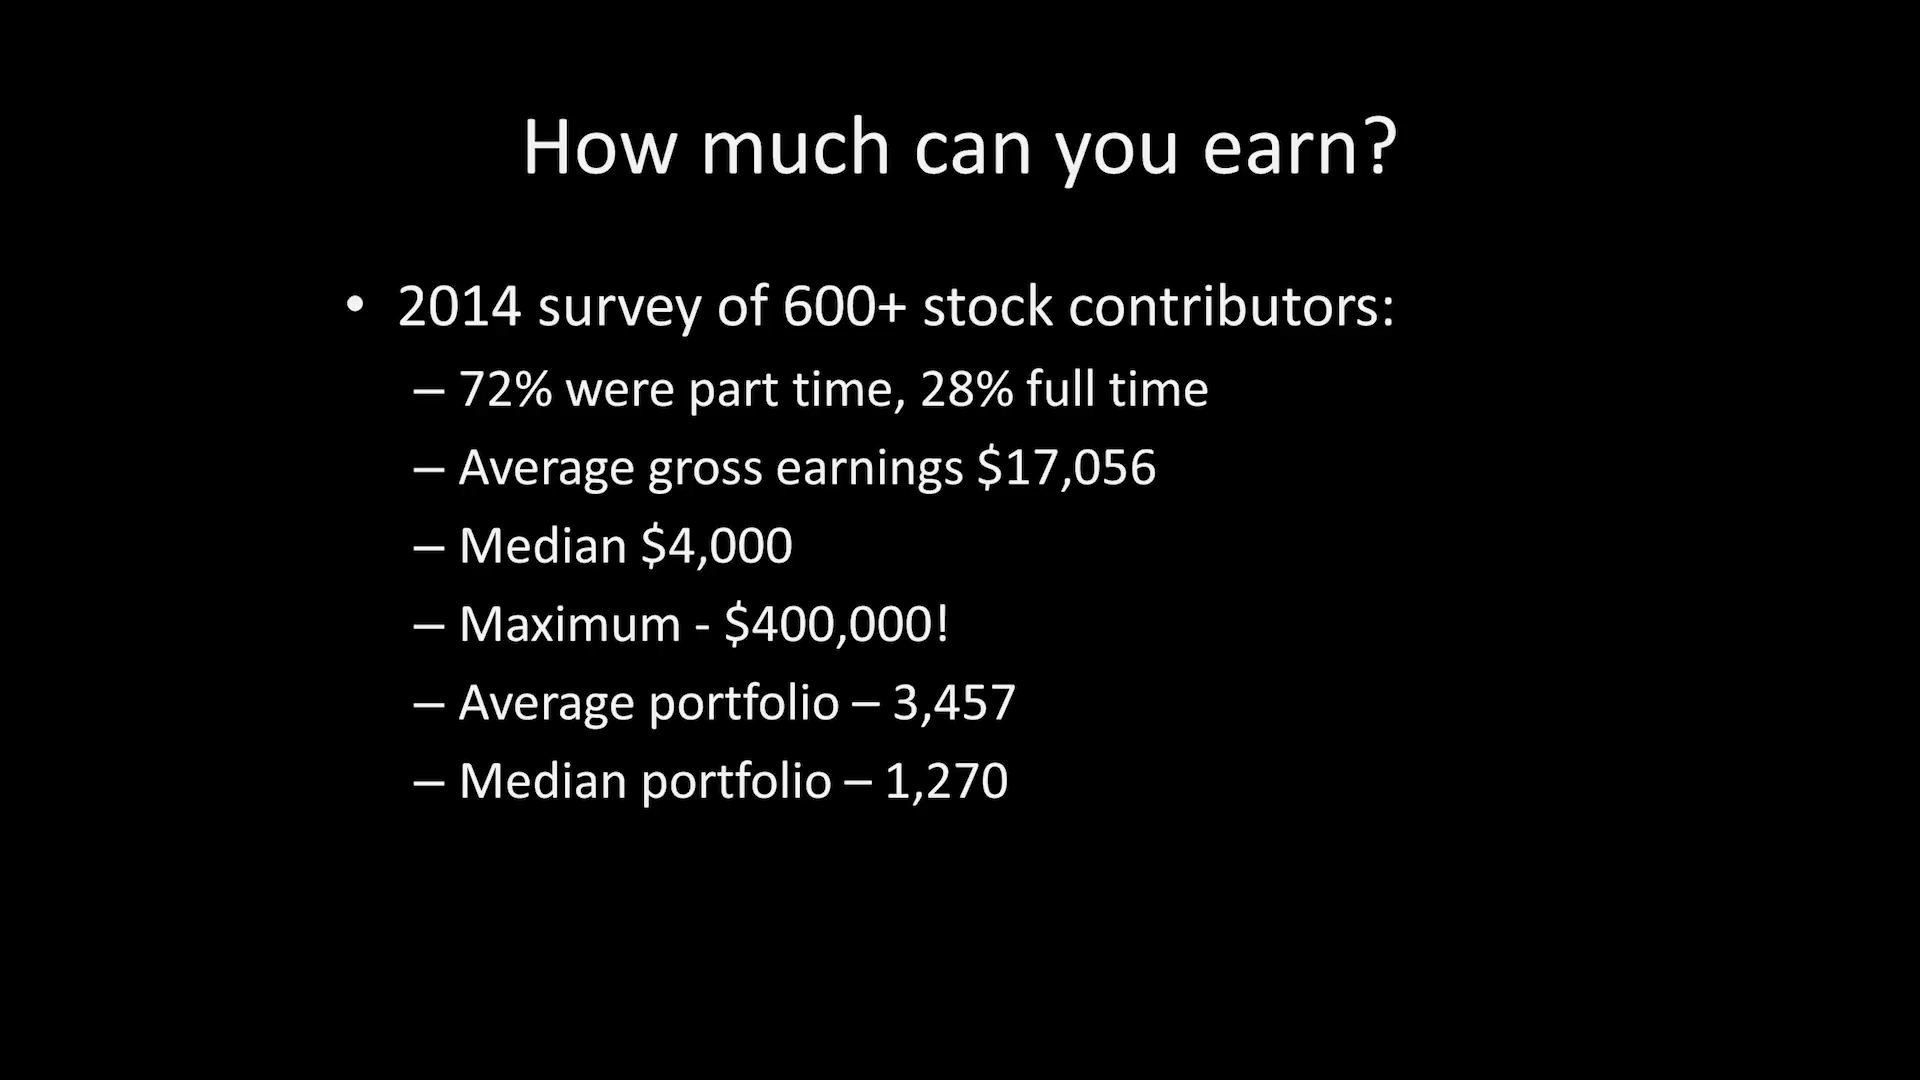 How much can you earn?
• 2014 survey of 600+ stock contributors:
– 72% were part time, 28% full time
– Average gross earnings $17,056
– Median $4,000
– Maximum - $400,000!
– Average portfolio – 3,457
– Median portfolio – 1,270